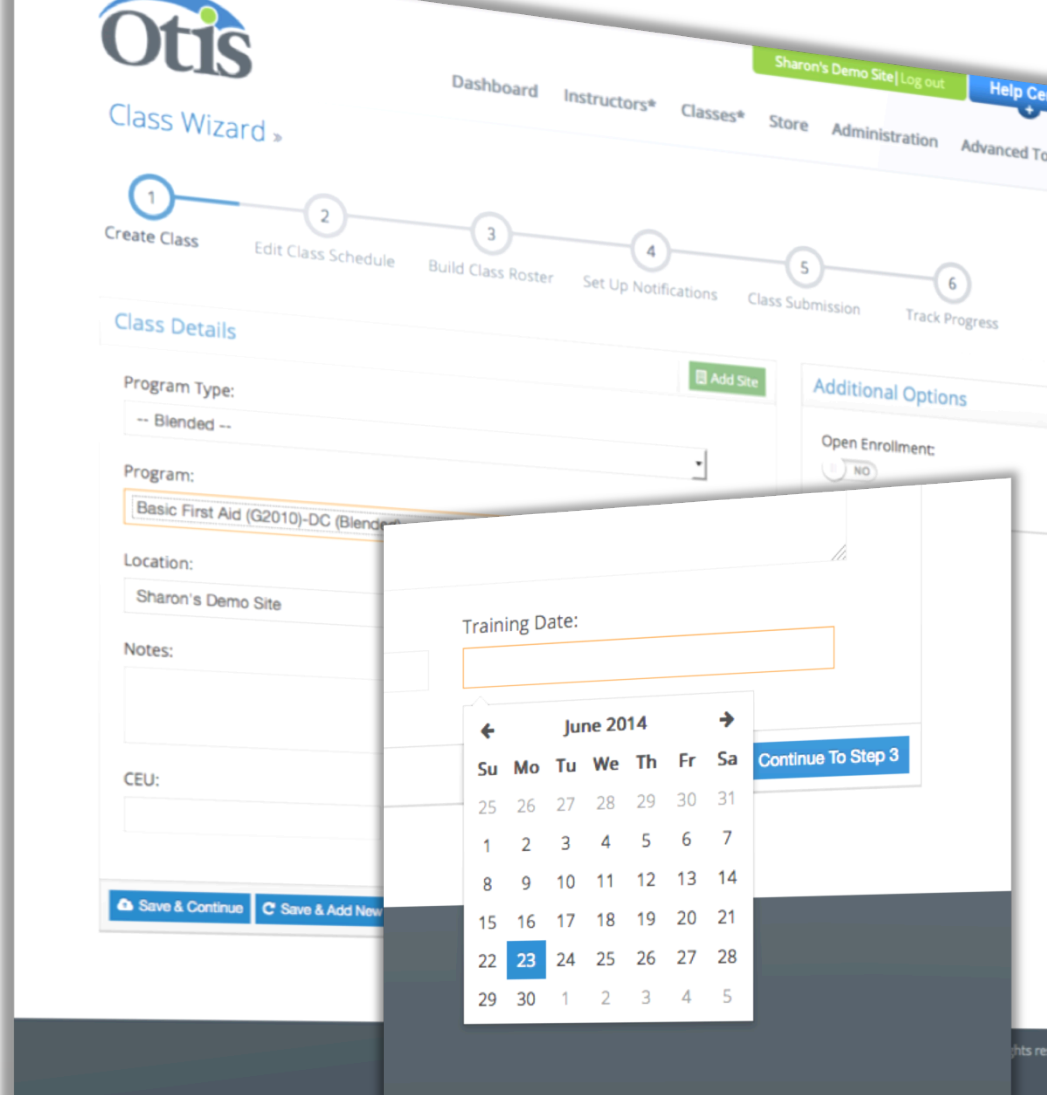 Otis
Sharon's Demo Site|Log out
Help Ce
Dashboard Instructors* Classes* Store Administration Advanced To
Class Wizard »
1 2 3 4 5 6
Create Class Edit Class Schedule Build Class Roster Set Up Notifications Class Submission Track Progress
Class Details
Add Site
Program Type:
-- Blended --
Program:
Basic First Aid (G2010)-DC (Blended)
Location:
Sharon's Demo Site
Notes:
CEU:
Save & Continue Save & Add New
Additional Options
Open Enrollment:
NO
Training Date:
June 2014
Su Mo Tu We Th Fr Sa
25 26 27 28 29 30 31
1 2 3 4 5 6 7
8 9 10 11 12 13 14
15 16 17 18 19 20 21
22 23 24 25 26 27 28
29 30 1 2 3 4 5
Continue To Step 3
ghts re